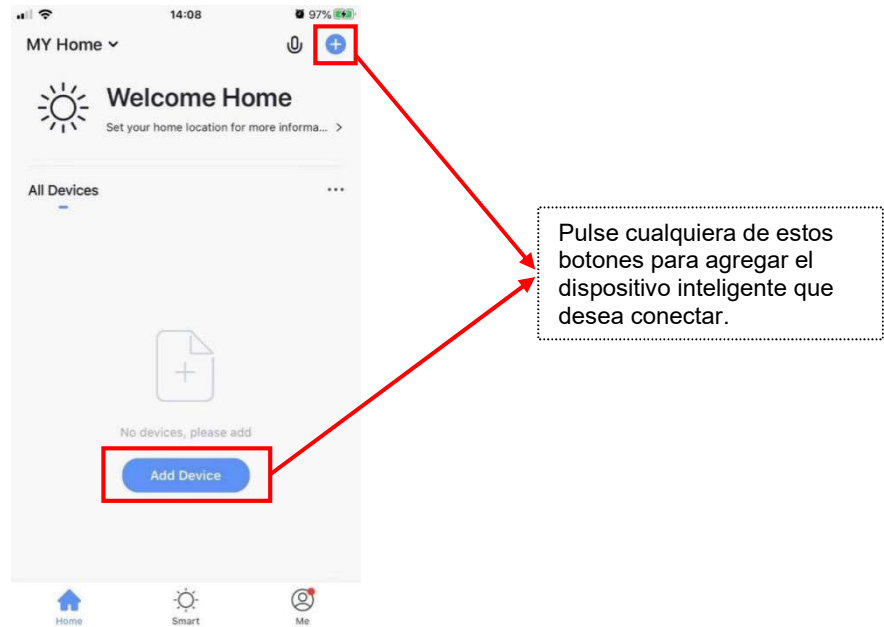 14:08
97%
MY Home
Welcome Home
Set your home location for more informa...
All Devices
...
Pulse cualquiera de estos
botones para agregar el
dispositivo inteligente que
desea conectar.
No devices, please add
Add Device
Home
Smart
Me